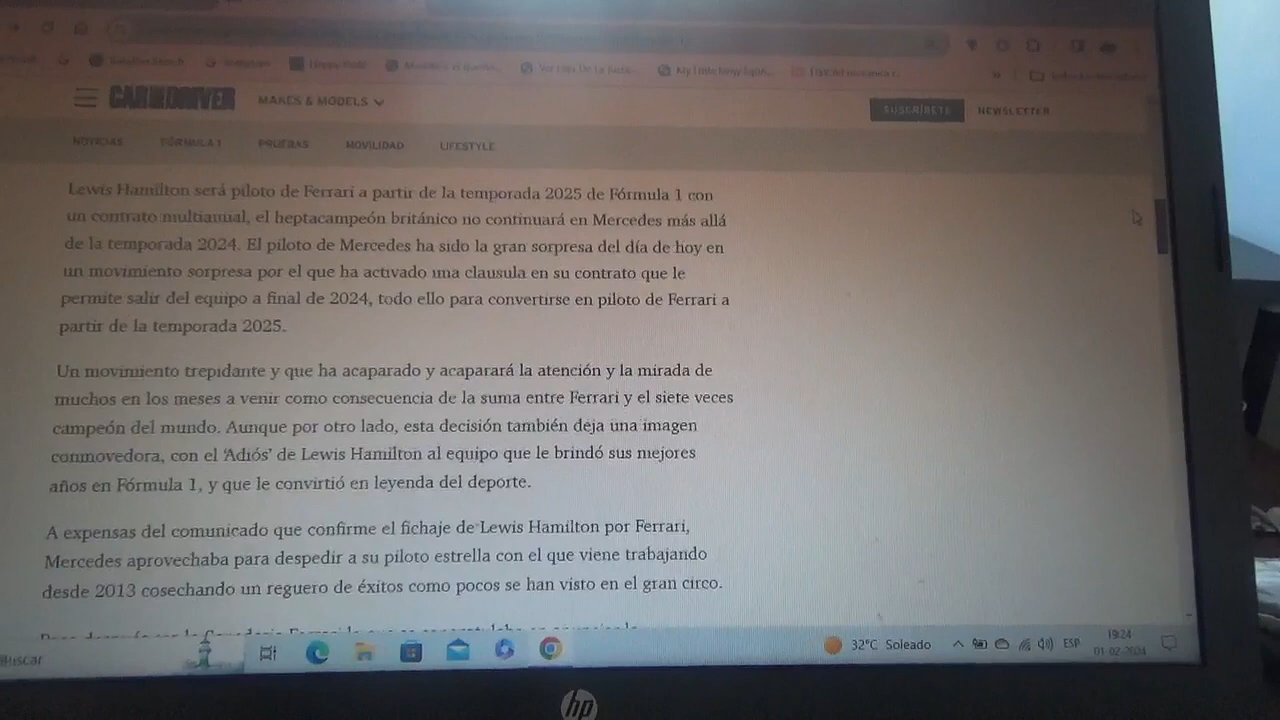 CAR AND DRIVER
MAKES & MODELS
SUSCRÍBETE
NEWSLETTER
NOTICIAS FÓRMULA 1 PRUEBAS MOVILIDAD LIFESTYLE
Lewis Hamilton será piloto de Ferrari a partir de la temporada 2025 de Fórmula 1 con
un contrato multianual, el heptacampeón británico no continuará en Mercedes más allá
de la temporada 2024. El piloto de Mercedes ha sido la gran sorpresa del día de hoy en
un movimiento sorpresa por el que ha activado una clausula en su contrato que le
permite salir del equipo a final de 2024, todo ello para convertirse en piloto de Ferrari a
partir de la temporada 2025.
Un movimiento trepidante y que ha acaparado y acaparará la atención y la mirada de
muchos en los meses a venir como consecuencia de la suma entre Ferrari y el siete veces
campeón del mundo. Aunque por otro lado, esta decisión también deja una imagen
conmovedora, con el 'Adiós' de Lewis Hamilton al equipo que le brindó sus mejores
años en Fórmula 1, y que le convirtió en leyenda del deporte.
A expensas del comunicado que confirme el fichaje de Lewis Hamilton por Ferrari,
Mercedes aprovechaba para despedir a su piloto estrella con el que viene trabajando
desde 2013 cosechando un reguero de éxitos como pocos se han visto en el gran circo.
Buscar
32°C Soleado
ESP
19:24
01-02-2024
hp